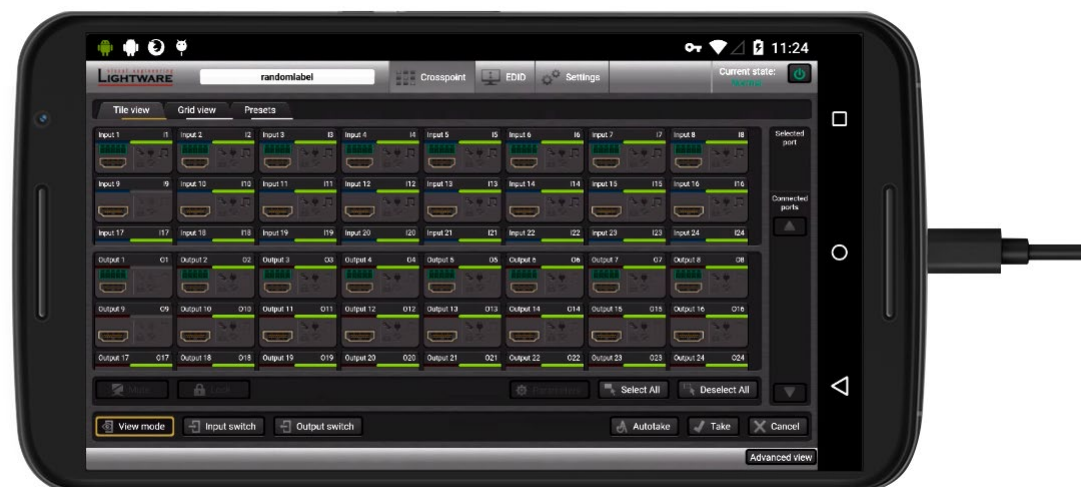 11:24
visual engineering
LIGHTWARE
randomlabel
Crosspoint
EDID
Settings
Current state:
Normal
Tile view Grid view Presets
Input 1 I1 Input 2 I2 Input 3 I3 Input 4 I4 Input 5 I5 Input 6 I6 Input 7 I7 Input 8 I8
Selected
port
Input 9 I9 Input 10 I10 Input 11 I11 Input 12 I12 Input 13 I13 Input 14 I14 Input 15 I15 Input 16 I16
Connected
ports
Input 17 I17 Input 18 I18 Input 19 I19 Input 20 I20 Input 21 I21 Input 22 I22 Input 23 I23 Input 24 I24
Output 1 O1 Output 2 O2 Output 3 O3 Output 4 O4 Output 5 O5 Output 6 O6 Output 7 O7 Output 8 O8
Output 9 O9 Output 10 O10 Output 11 O11 Output 12 O12 Output 13 O13 Output 14 O14 Output 15 O15 Output 16 O16
Output 17 O17 Output 18 O18 Output 19 O19 Output 20 O20 Output 21 O21 Output 22 O22 Output 23 O23 Output 24 O24
Mute Lock Parameters Select All Deselect All
View mode Input switch Output switch Autotake Take Cancel
Advanced view